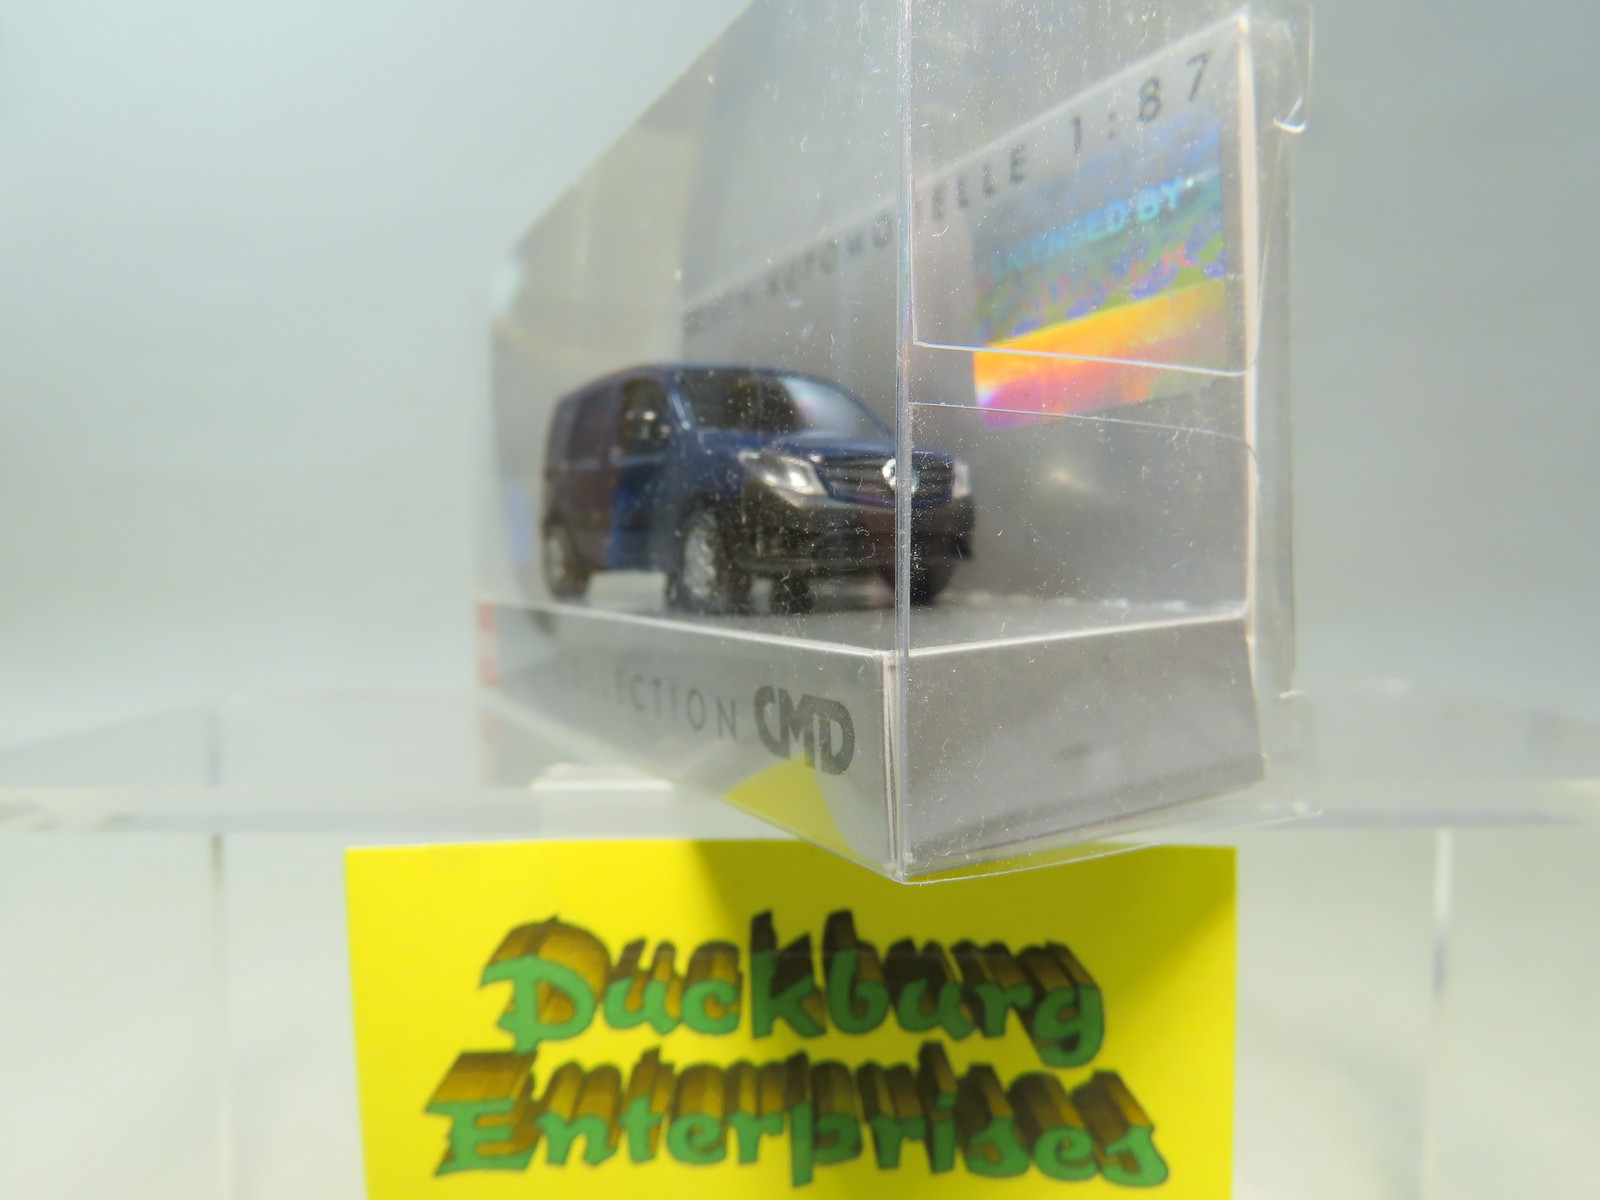 AUTOMODELLE 1:87
LICENSED BY
COLLECTION CMD
Duckburg
Enterprises